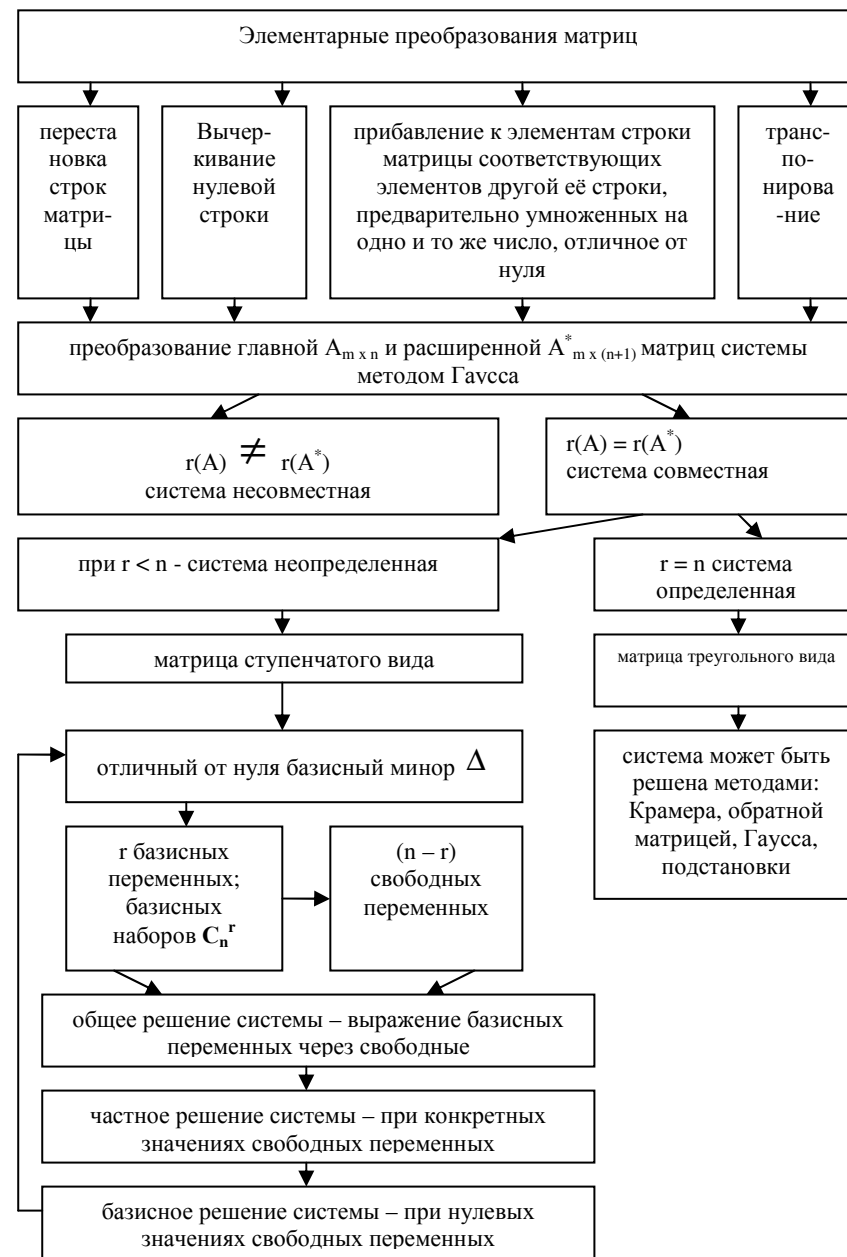 Элементарные преобразования матриц
переста
новка
строк
матри-
цы
Вычер-
кивание
нулевой
строки
прибавление к элементам строки
матрицы соответствующих
элементов другой её строки,
предварительно умноженных на
одно и то же число, отличное от
нуля
транс-
по-
нирова
-ние
преобразование главной A m x n и расширенной A* m x (n+1) матриц системы
методом Гаусса
r(A) ≠ r(A*)
система несовместная
r(A) = r(A*)
система совместная
при r < n - система неопределенная
r = n система
определенная
матрица ступенчатого вида
матрица треугольного вида
отличный от нуля базисный минор Δ
система может быть
решена методами:
Крамера, обратной
матрицей, Гаусса,
подстановки
r базисных
переменных;
базисных
наборов Cₙʳ
(n – r)
свободных
переменных
общее решение системы – выражение базисных
переменных через свободные
частное решение системы – при конкретных
значениях свободных переменных
базисное решение системы – при нулевых
значениях свободных переменных